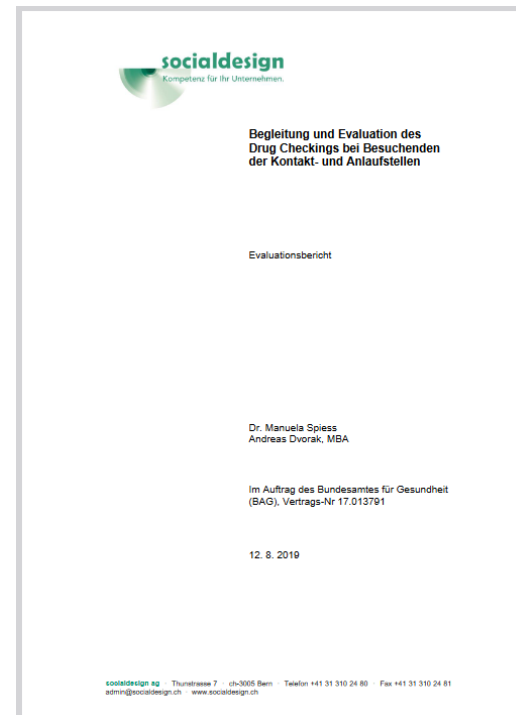 socialdesign
Kompetenz für Ihr Unternehmen.
Begleitung und Evaluation des
Drug Checkings bei Besuchenden
der Kontakt- und Anlaufstellen
Evaluationsbericht
Dr. Manuela Spiess
Andreas Dvorak, MBA
Im Auftrag des Bundesamtes für Gesundheit
(BAG), Vertrags-Nr 17.013791
12. 8. 2019
socialdesign ag · Thunstrasse 7 · ch-3005 Bern · Telefon +41 31 310 24 80 · Fax +41 31 310 24 81
admin@socialdesign.ch · www.socialdesign.ch